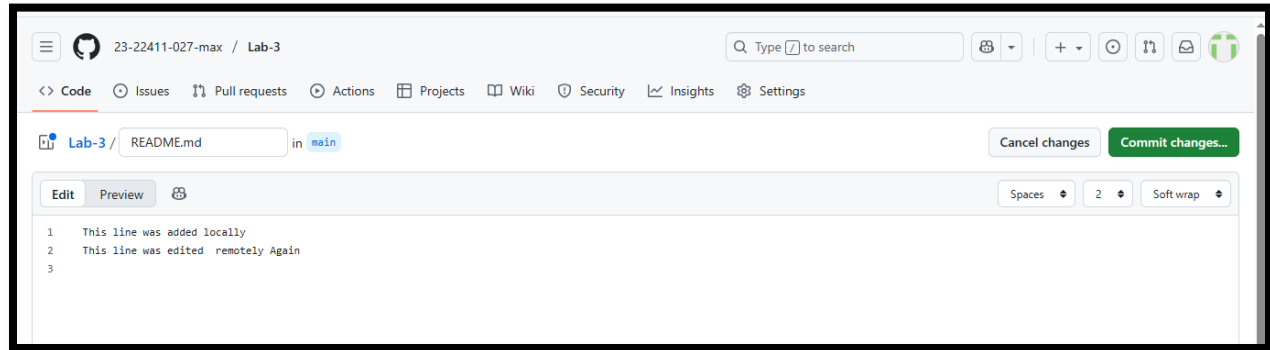 23-22411-027-max / Lab-3
Type / to search
<> Code Issues Pull requests Actions Projects Wiki Security Insights Settings
Lab-3 / README.md in main
Cancel changes Commit changes...
Edit Preview
Spaces 2 Soft wrap
1 This line was added locally
2 This line was edited  remotely Again
3